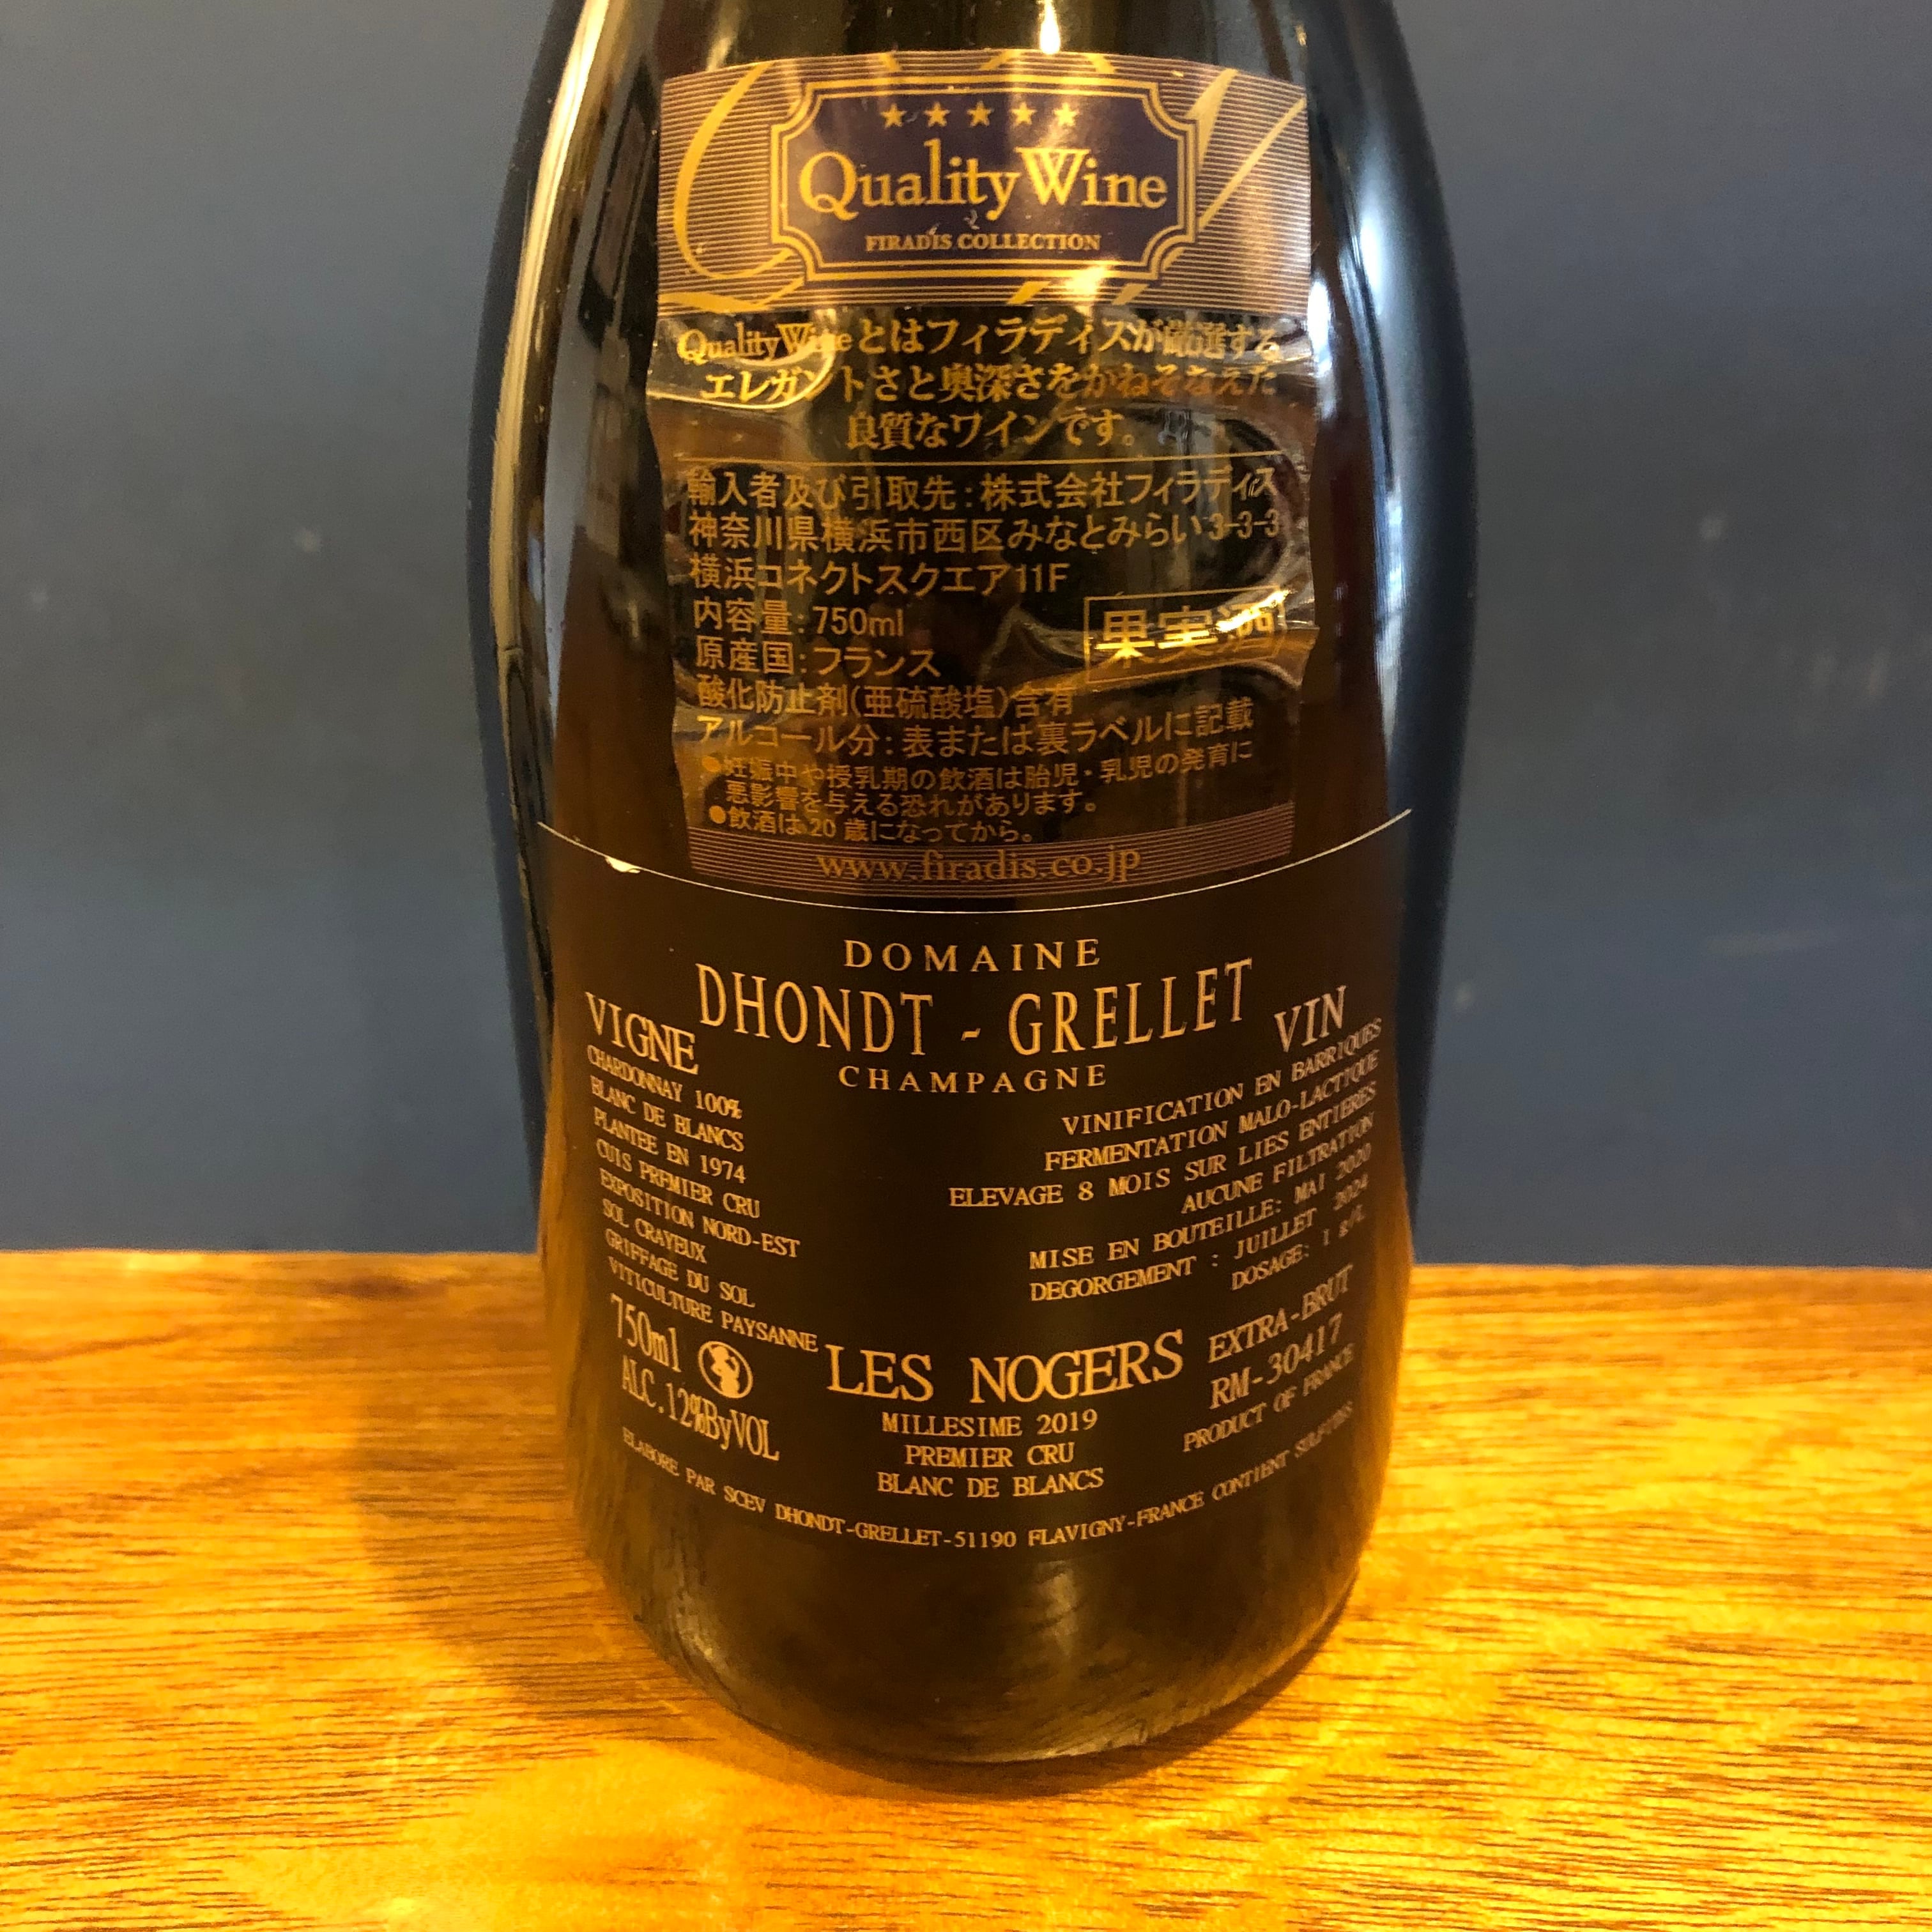 QualityWine
FIRADIS COLLECTION
QualityWineとはフィラディスが厳選する
エレガントさと奥深さをかねそなえた
良質なワインです。
輸入者及び引取先:株式会社フィラディス
神奈川県横浜市西区みなとみらい3-3-3
横浜コネクトスクエア11F
内容量:750ml
原産国:フランス
果実酒
酸化防止剤(亜硫酸塩)含有
アルコール分:表または裏ラベルに記載
●妊娠中や授乳期の飲酒は胎児・乳児の発育に
悪影響を与える恐れがあります。
●飲酒は20歳になってから。
www.firadis.co.jp
DOMAINE
DHONDT - GRELLET
CHAMPAGNE
VIGNE
CHARDONNAY 100%
BLANC DE BLANCS
PLANTEE EN 1974
CUIS PREMIER CRU
EXPOSITION NORD-EST
SOL CRAYEUX
GRIFFAGE DU SOL
VITICULTURE PAYSANNE
750ml
ALC.12%ByVOL
VIN
VINIFICATION EN BARRIQUES
FERMENTATION MALO-LACTIQUE
ELEVAGE 8 MOIS SUR LIES ENTIERES
AUCUNE FILTRATION
MISE EN BOUTEILLE: MAI 2020
DEGORGEMENT : JUILLET 2024
DOSAGE: 1 g/L
LES NOGERS
MILLESIME 2019
PREMIER CRU
BLANC DE BLANCS
EXTRA-BRUT
RM-30417
PRODUCT OF FRANCE
ELABORE PAR SCEV DHONDT-GRELLET-51190 FLAVIGNY-FRANCE CONTIENT SULFITES